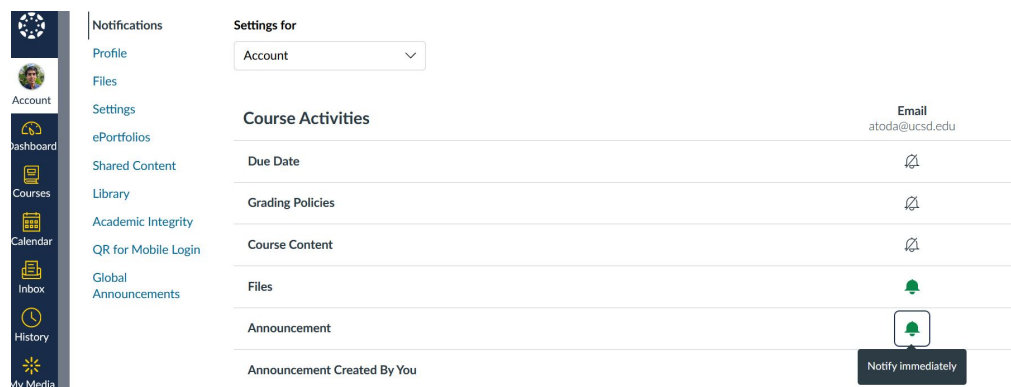 Account
Dashboard
Courses
Calendar
Inbox
History
My Media
Notifications
Profile
Files
Settings
ePortfolios
Shared Content
Library
Academic Integrity
QR for Mobile Login
Global
Announcements
Settings for
Account
Course Activities
Email
atoda@ucsd.edu
Due Date
Grading Policies
Course Content
Files
Announcement
Notify immediately
Announcement Created By You